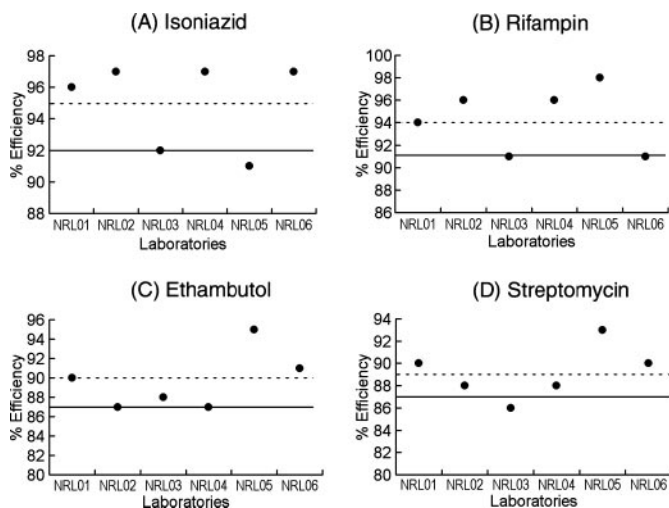 (A) Isoniazid
% Efficiency
98
96
95
92
90
88
NRL01 NRL02 NRL03 NRL04 NRL05 NRL06
Laboratories
(B) Rifampin
% Efficiency
100
98
96
94
91
90
88
86
NRL01 NRL02 NRL03 NRL04 NRL05 NRL06
Laboratories
(C) Ethambutol
% Efficiency
96
94
92
90
88
86
84
82
80
NRL01 NRL02 NRL03 NRL04 NRL05 NRL06
Laboratories
(D) Streptomycin
% Efficiency
94
92
90
88
86
84
82
80
NRL01 NRL02 NRL03 NRL04 NRL05 NRL06
Laboratories